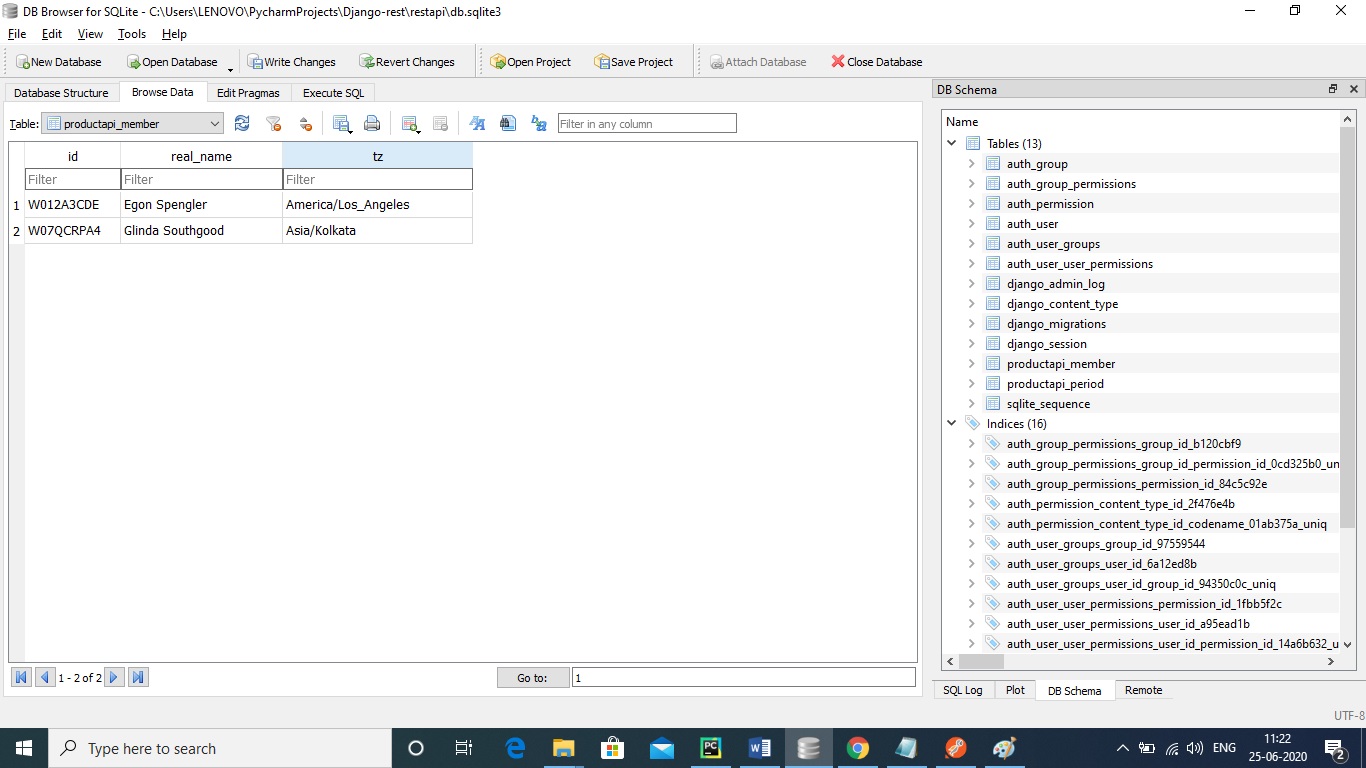 DB Browser for SQLite - C:\Users\LENOVO\PycharmProjects\Django-rest\restapi\db.sqlite3
File Edit View Tools Help
New Database Open Database Write Changes Revert Changes Open Project Save Project Attach Database Close Database
Database Structure Browse Data Edit Pragmas Execute SQL
Table: productapi_member Filter in any column
id real_name tz
Filter Filter Filter
1 W012A3CDE Egon Spengler America/Los_Angeles
2 W07QCRPA4 Glinda Southgood Asia/Kolkata
1 - 2 of 2 Go to: 1
DB Schema
Name
Tables (13)
auth_group
auth_group_permissions
auth_permission
auth_user
auth_user_groups
auth_user_user_permissions
django_admin_log
django_content_type
django_migrations
django_session
productapi_member
productapi_period
sqlite_sequence
Indices (16)
auth_group_permissions_group_id_b120cbf9
auth_group_permissions_group_id_permission_id_0cd325b0_un
auth_group_permissions_permission_id_84c5c92e
auth_permission_content_type_id_2f476e4b
auth_permission_content_type_id_codename_01ab375a_uniq
auth_user_groups_group_id_97559544
auth_user_groups_user_id_6a12ed8b
auth_user_groups_user_id_group_id_94350c0c_uniq
auth_user_user_permissions_permission_id_1fbb5f2c
auth_user_user_permissions_user_id_a95ead1b
auth_user_user_permissions_user_id_permission_id_14a6b632_u
SQL Log Plot DB Schema Remote
UTF-8
Type here to search
ENG
11:22
25-06-2020
2